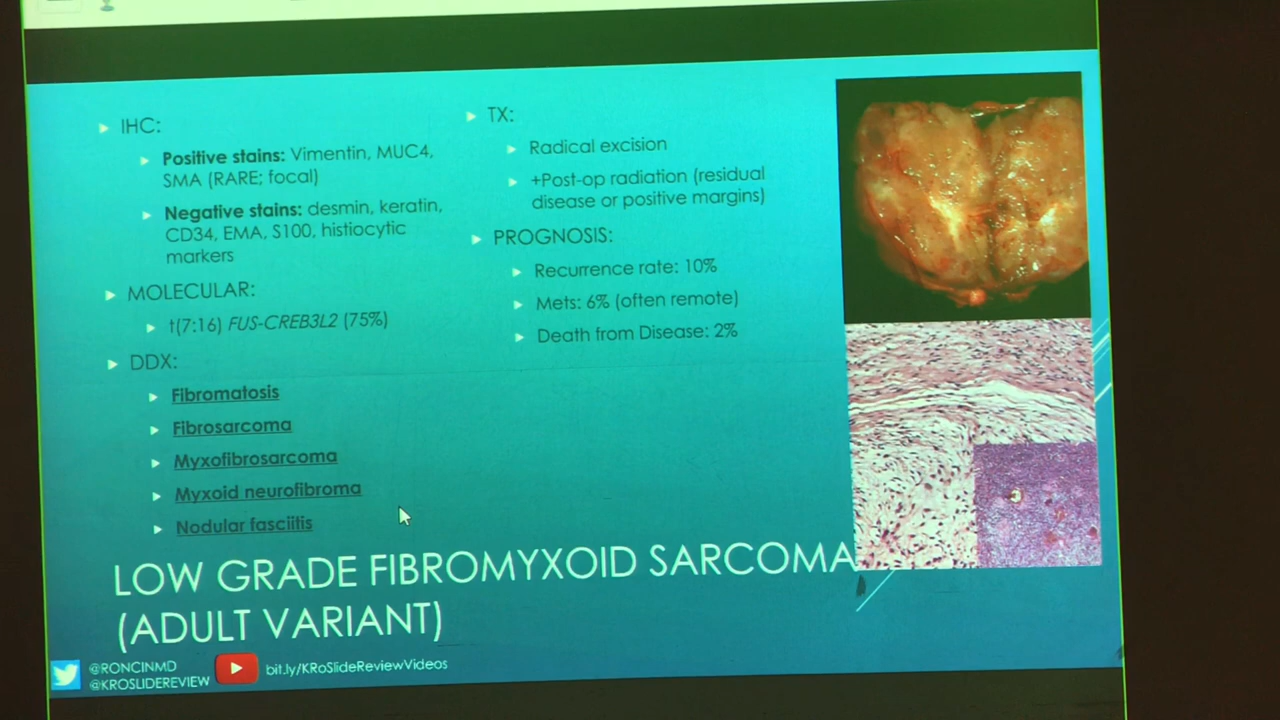 IHC:
Positive stains: Vimentin, MUC4,
SMA (RARE; focal)
Negative stains: desmin, keratin,
CD34, EMA, S100, histiocytic
markers
MOLECULAR:
t(7:16) FUS-CREB3L2 (75%)
DDX:
Fibromatosis
Fibrosarcoma
Myxofibrosarcoma
Myxoid neurofibroma
Nodular fasciitis
TX:
Radical excision
+Post-op radiation (residual
disease or positive margins)
PROGNOSIS:
Recurrence rate: 10%
Mets: 6% (often remote)
Death from Disease: 2%
LOW GRADE FIBROMYXOID SARCOMA
(ADULT VARIANT)
@RONCINMD
@KROSLIDEREVIEW
bit.ly/KRoSlideReviewVideos